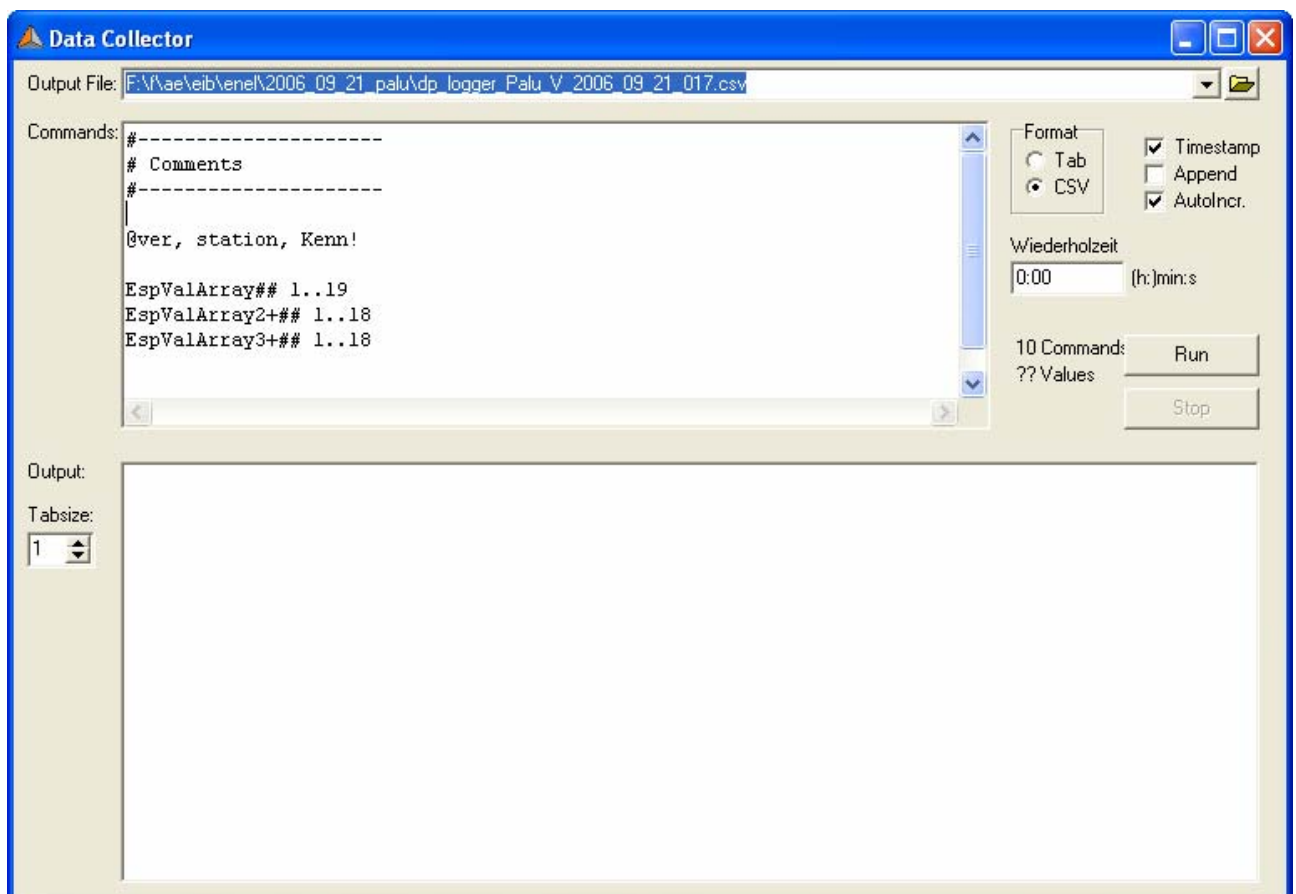 Data Collector
Output File: F:\f\ae\eib\enel\2006_09_21_palu\dp_logger_Palu_V_2006_09_21_017.csv
Commands:
#---------------------
# Comments
#---------------------
@ver, station, Kenn!
EspValArray## 1..19
EspValArray2+## 1..18
EspValArray3+## 1..18
Format
Tab
CSV
Timestamp
Append
AutoIncr.
Wiederholzeit
0:00 (h:)min:s
10 Commands
?? Values
Run
Stop
Output:
Tabsize:
1